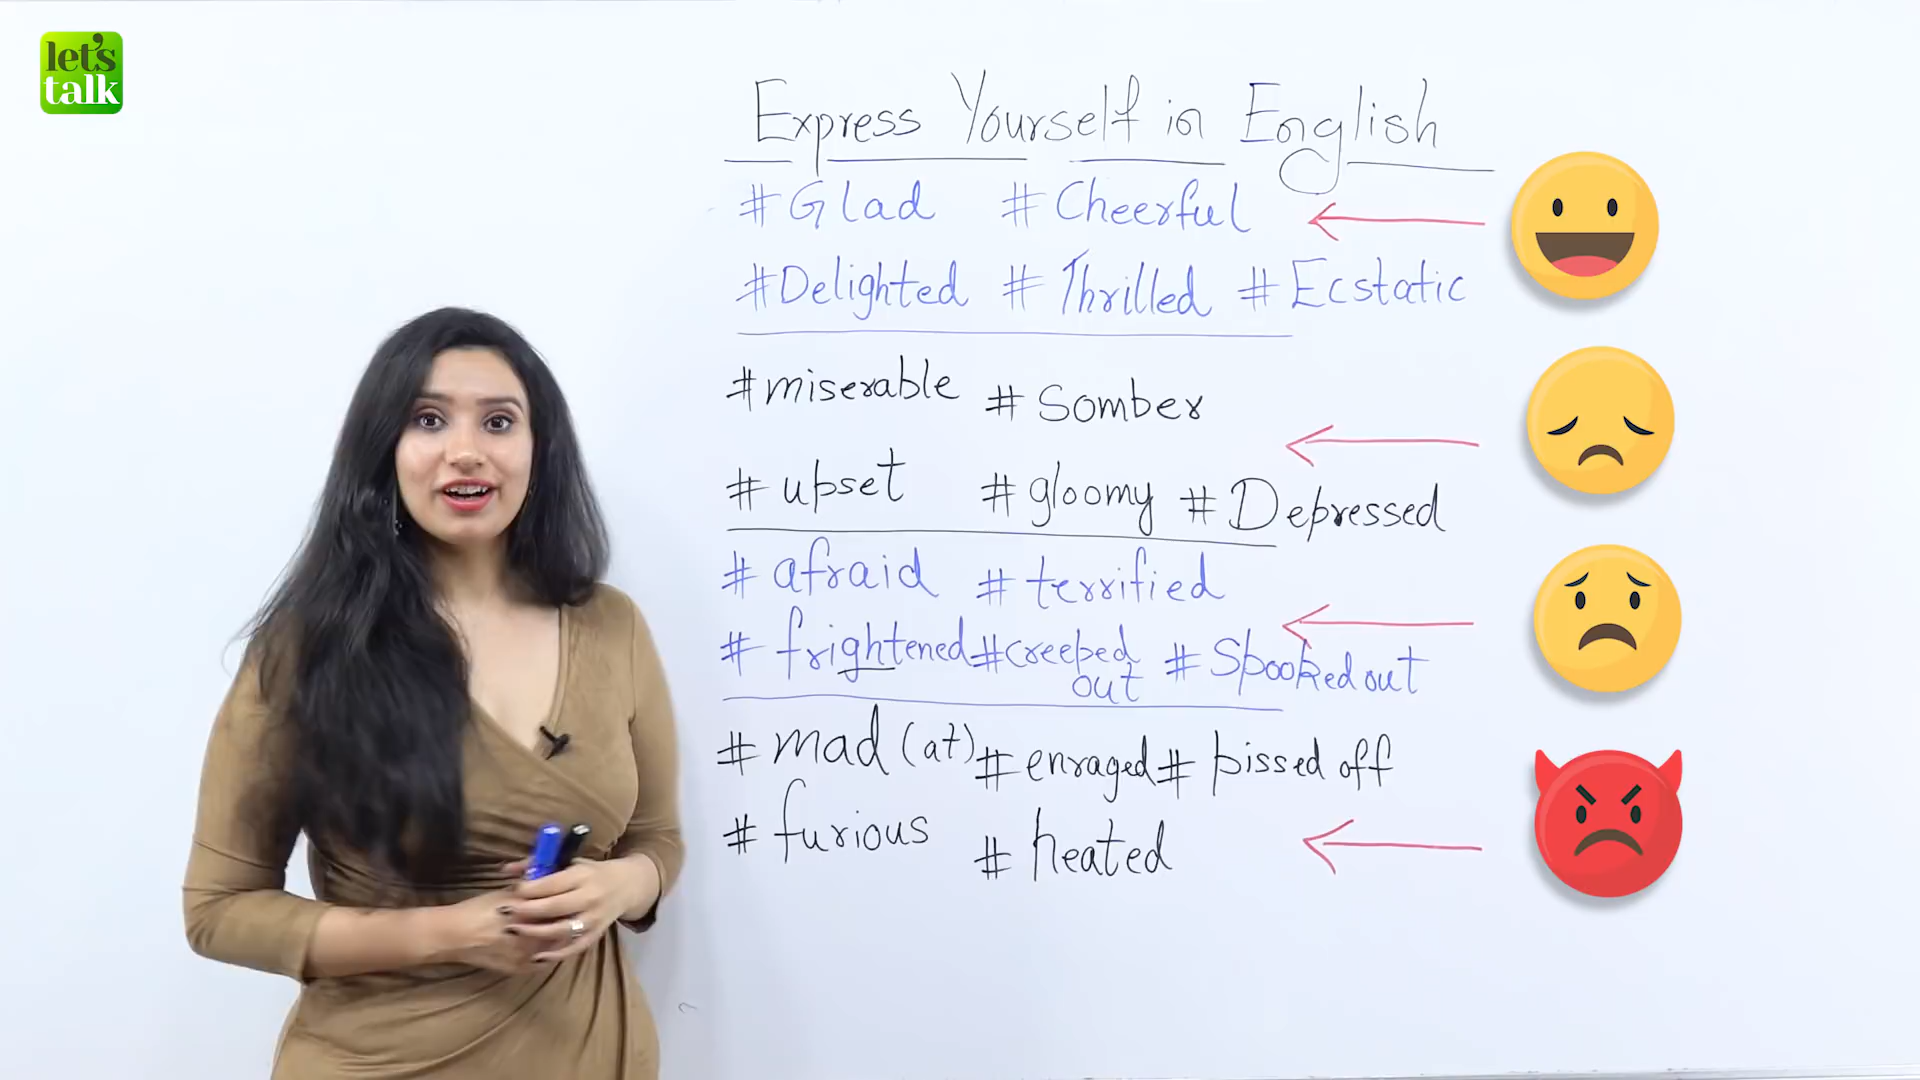 let's
talk
Express Yourself in English
#Glad #Cheerful
#Delighted #Thrilled #Ecstatic
#miserable #Somber
#upset #gloomy #Depressed
#afraid #terrified
#frightened #creeped out #Spooked out
#mad (at) #enraged #pissed off
#furious #heated